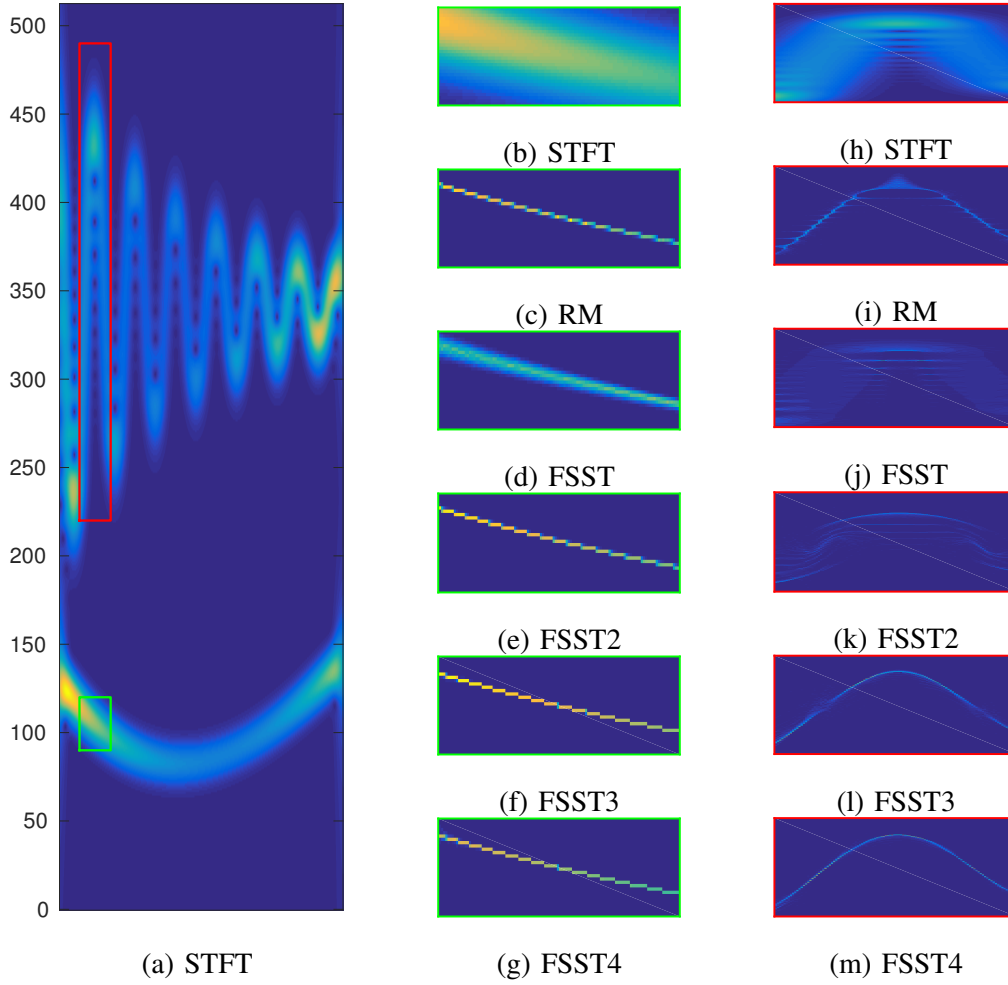 500
450
400
350
300
250
200
150
100
50
0
(a) STFT
(b) STFT
(c) RM
(d) FSST
(e) FSST2
(f) FSST3
(g) FSST4
(h) STFT
(i) RM
(j) FSST
(k) FSST2
(l) FSST3
(m) FSST4